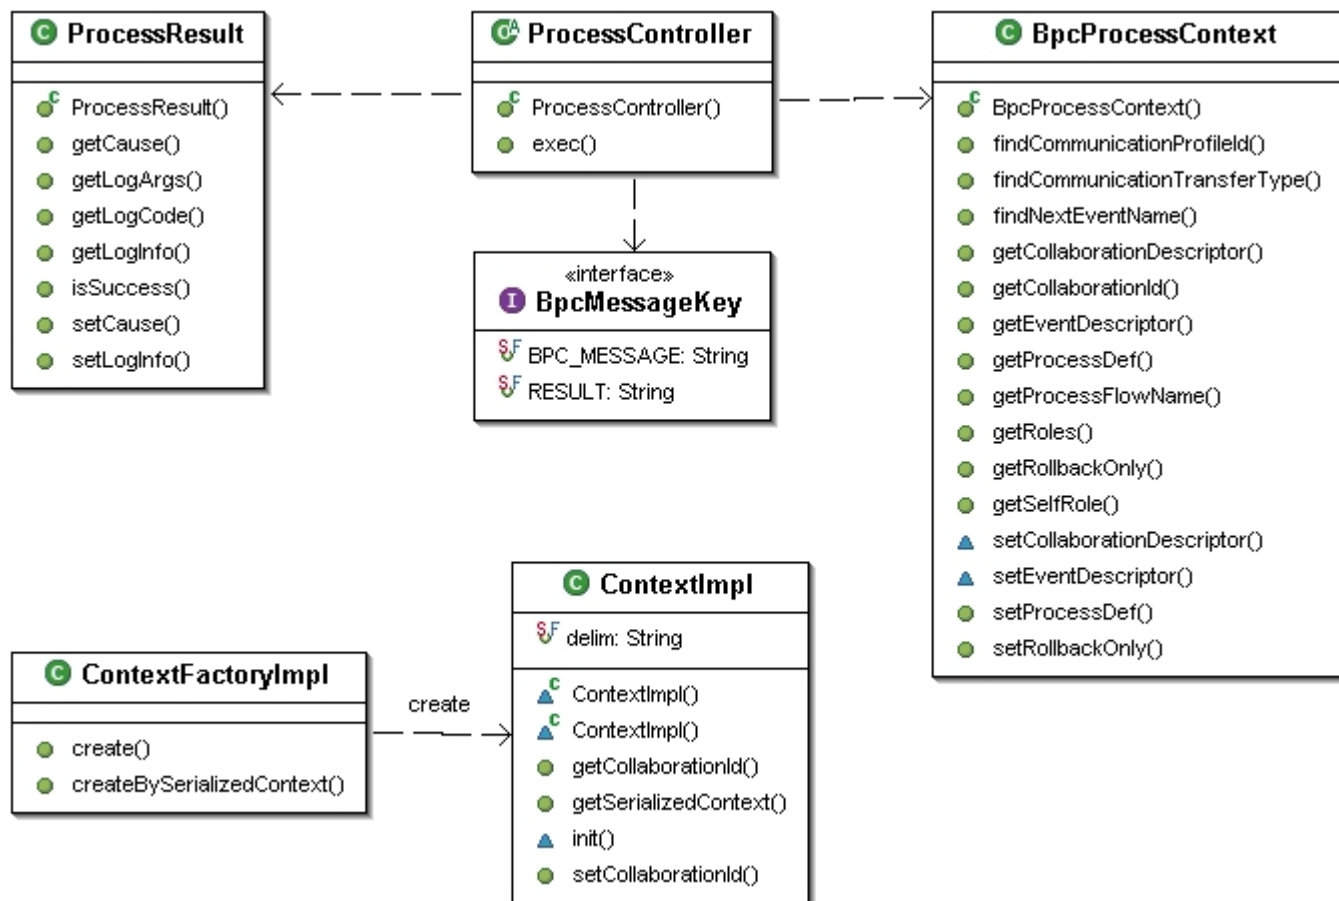 ProcessResult
ProcessResult()
getCause()
getLogArgs()
getLogCode()
getLogInfo()
isSuccess()
setCause()
setLogInfo()
ProcessController
ProcessController()
exec()
«interface»
BpcMessageKey
BPC_MESSAGE: String
RESULT: String
BpcProcessContext
BpcProcessContext()
findCommunicationProfileId()
findCommunicationTransferType()
findNextEventName()
getCollaborationDescriptor()
getCollaborationId()
getEventDescriptor()
getProcessDef()
getProcessFlowName()
getRoles()
getRollbackOnly()
getSelfRole()
setCollaborationDescriptor()
setEventDescriptor()
setProcessDef()
setRollbackOnly()
ContextFactoryImpl
create()
createBySerializedContext()
create
ContextImpl
delim: String
ContextImpl()
ContextImpl()
getCollaborationId()
getSerializedContext()
init()
setCollaborationId()